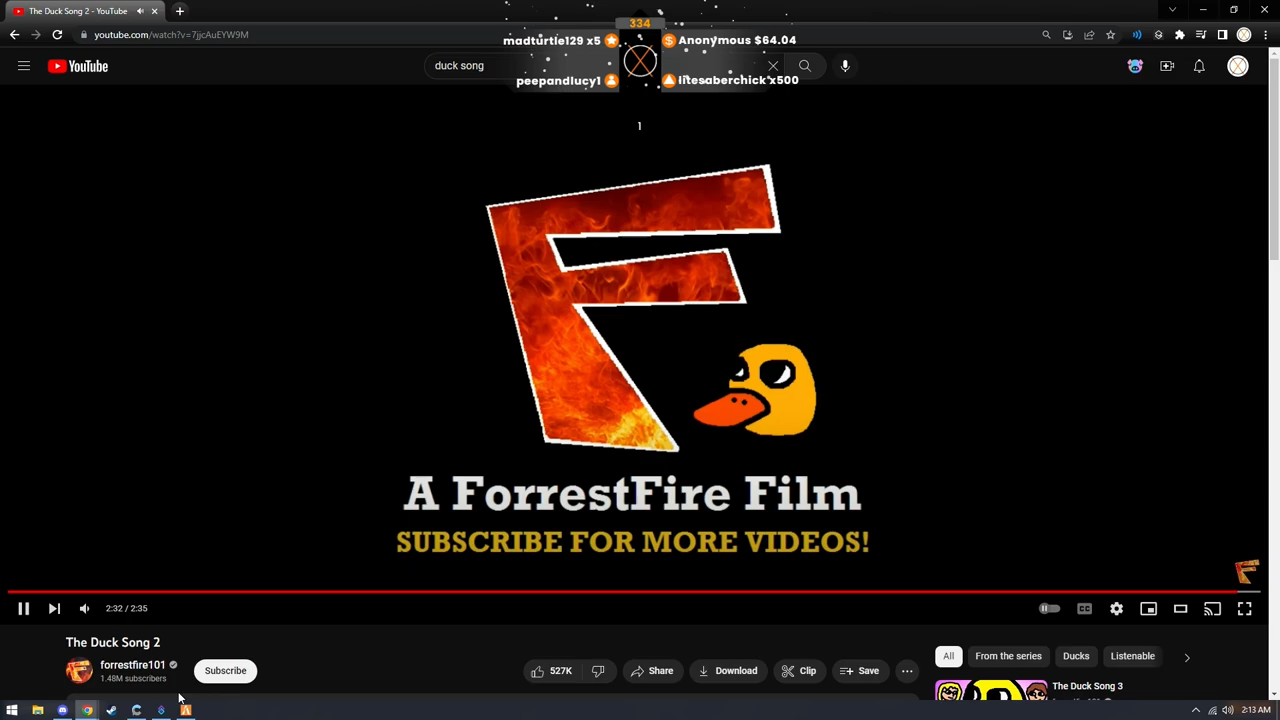 The Duck Song 2 - YouTube
334
madturtle129 x5
Anonymous $64.04
youtube.com/watch?v=7jjcAuEYW9M
YouTube
duck song
peepandlucy1
litesaberchick x500
1
F
A ForrestFire Film
SUBSCRIBE FOR MORE VIDEOS!
F
2:32 / 2:35
CC
The Duck Song 2
forrestfire101
1.48M subscribers
Subscribe
527K
Share
Download
Clip
Save
All
From the series
Ducks
Listenable
The Duck Song 3
2:13 AM